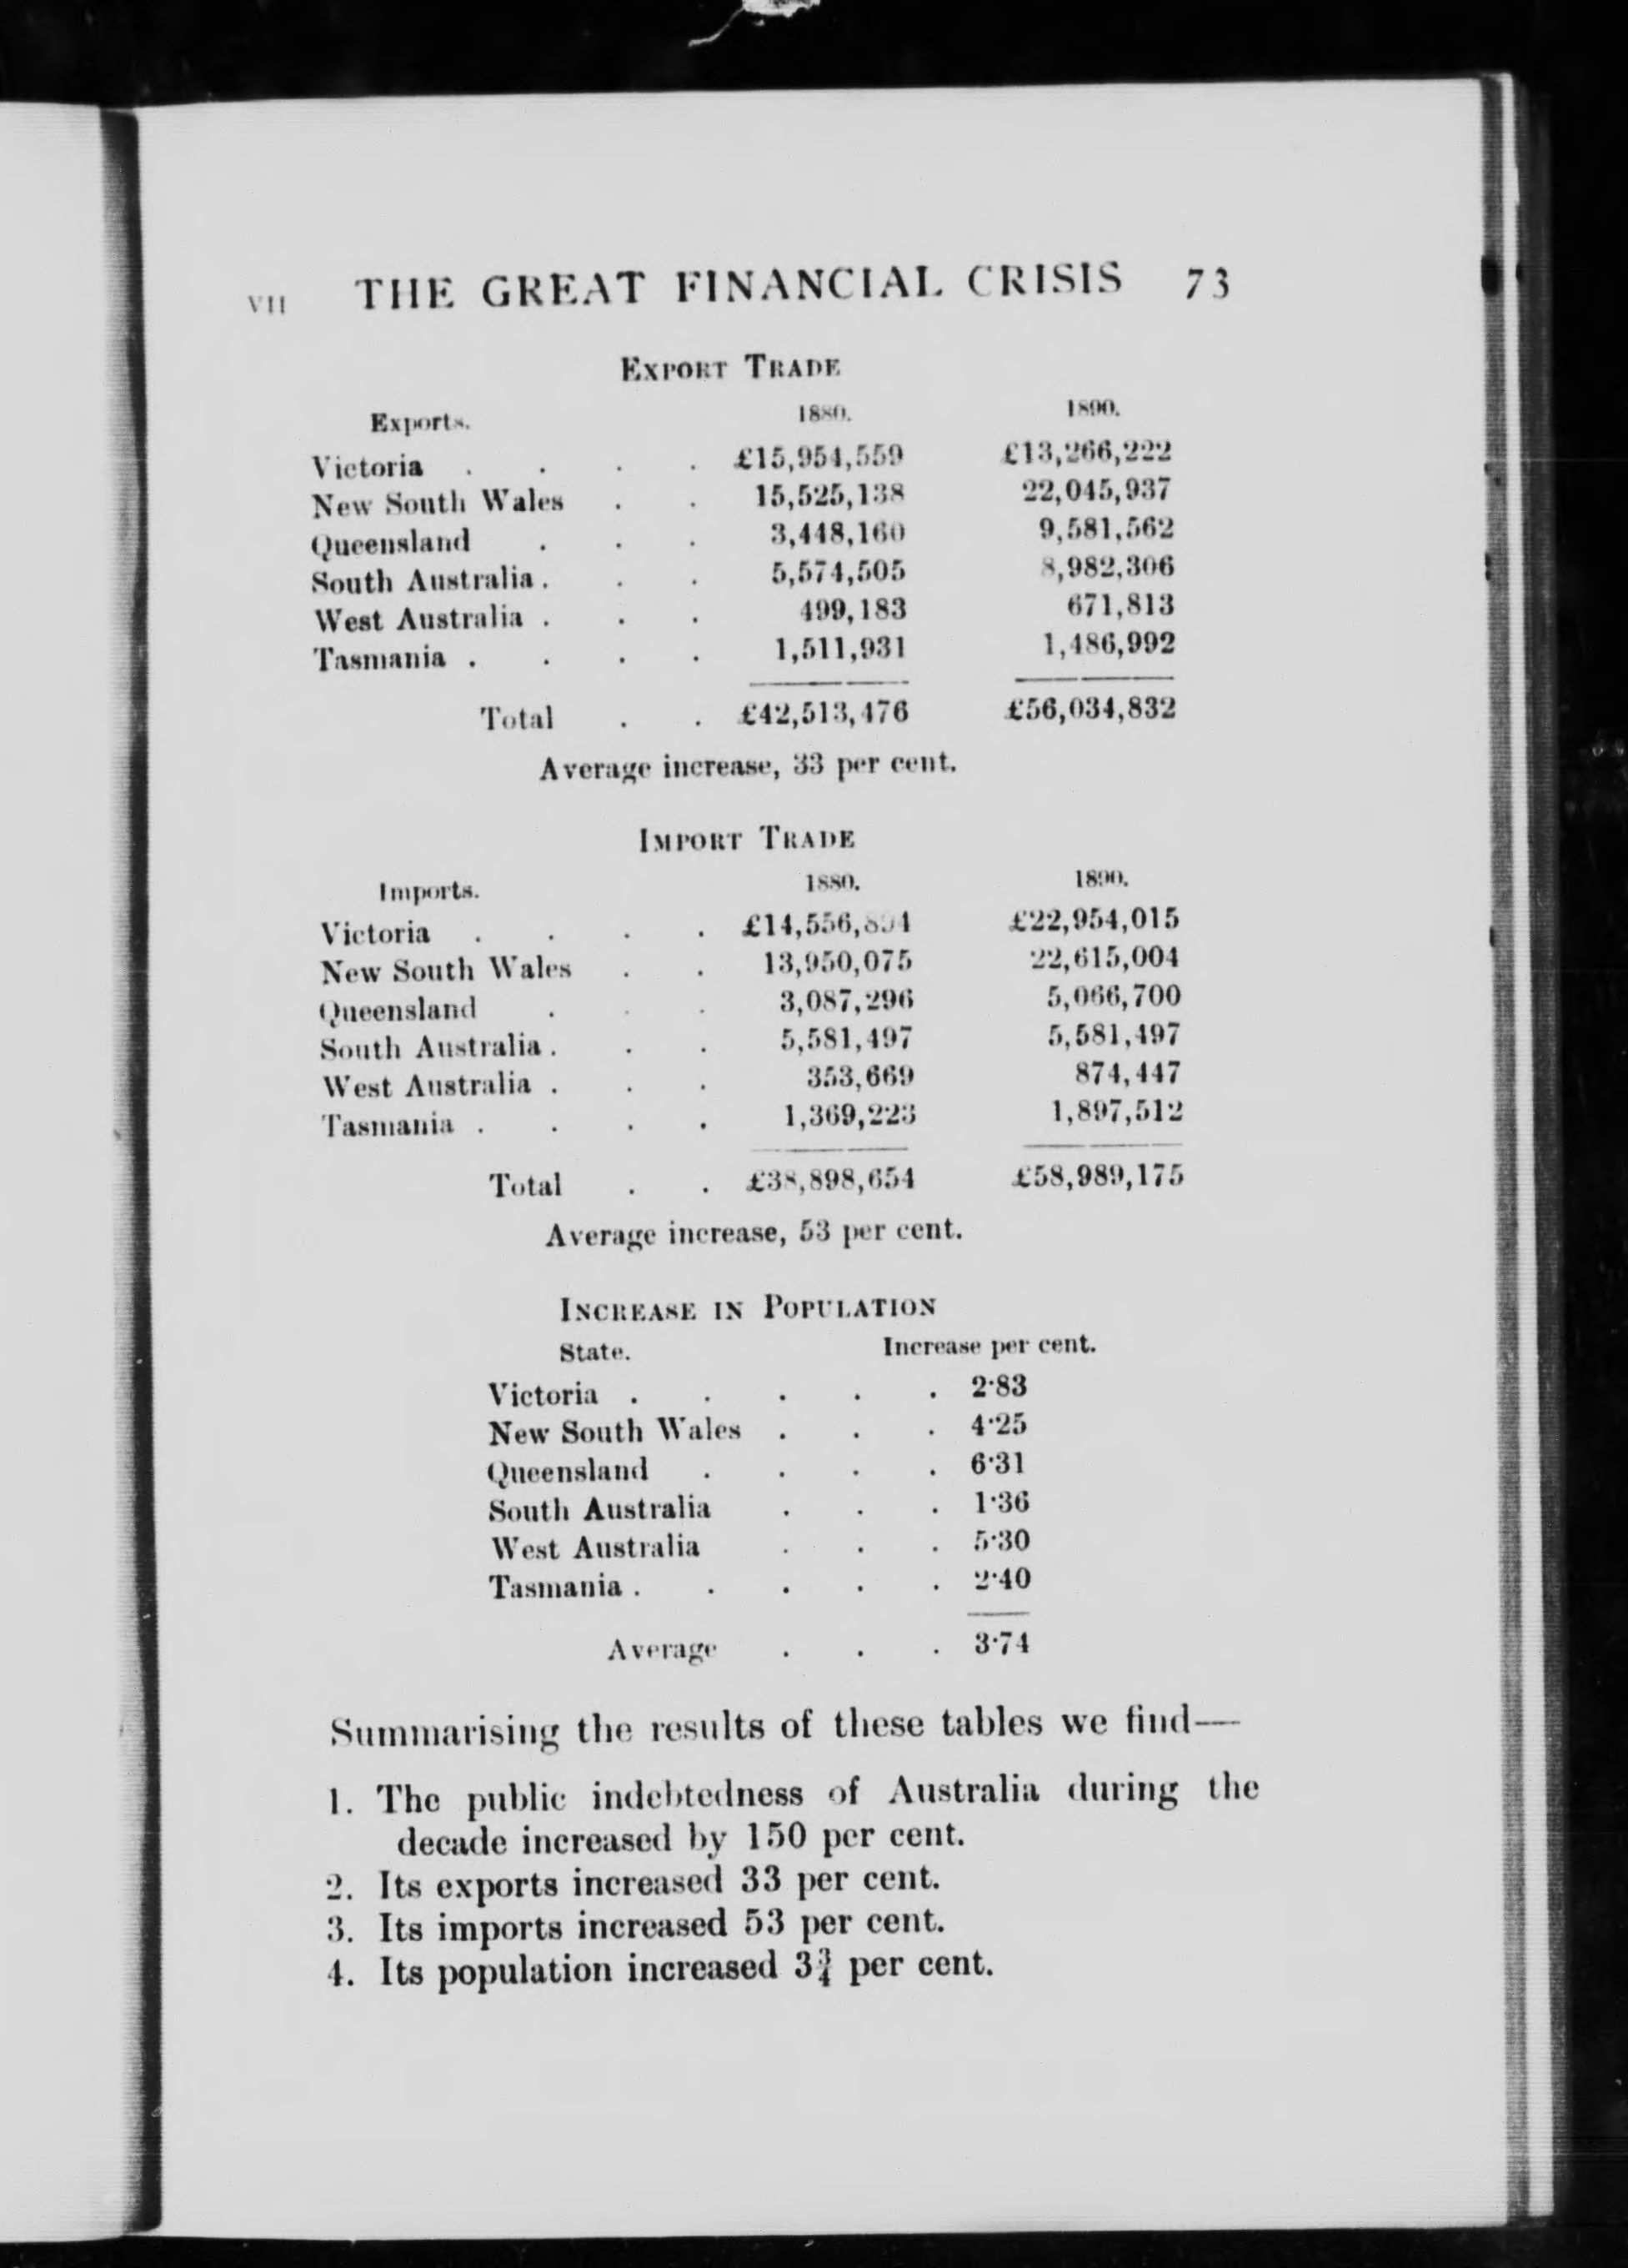 VII THE GREAT FINANCIAL CRISIS 73
EXPORT TRADE
Exports. 1880. 1890.
Victoria . . . . £15,954,559 £13,266,222
New South Wales . . 15,525,138 22,045,937
Queensland . . . 3,448,160 9,581,562
South Australia . . . 5,574,505 8,982,306
West Australia . . . 499,183 671,813
Tasmania . . . . 1,511,931 1,486,992
Total . . £42,513,476 £56,034,832
Average increase, 33 per cent.
IMPORT TRADE
Imports. 1880. 1890.
Victoria . . . . £14,556,894 £22,954,015
New South Wales . . 13,950,075 22,615,004
Queensland . . . 3,087,296 5,066,700
South Australia . . . 5,581,497 5,581,497
West Australia . . . 353,669 874,447
Tasmania . . . . 1,369,223 1,897,512
Total . . £38,898,654 £58,989,175
Average increase, 53 per cent.
INCREASE IN POPULATION
State. Increase per cent.
Victoria . . . . . 2·83
New South Wales . . . 4·25
Queensland . . . . 6·31
South Australia . . . 1·36
West Australia . . . 5·30
Tasmania . . . . . 2·40
Average . . . 3·74
Summarising the results of these tables we find—
1. The public indebtedness of Australia during the
decade increased by 150 per cent.
2. Its exports increased 33 per cent.
3. Its imports increased 53 per cent.
4. Its population increased 3¾ per cent.